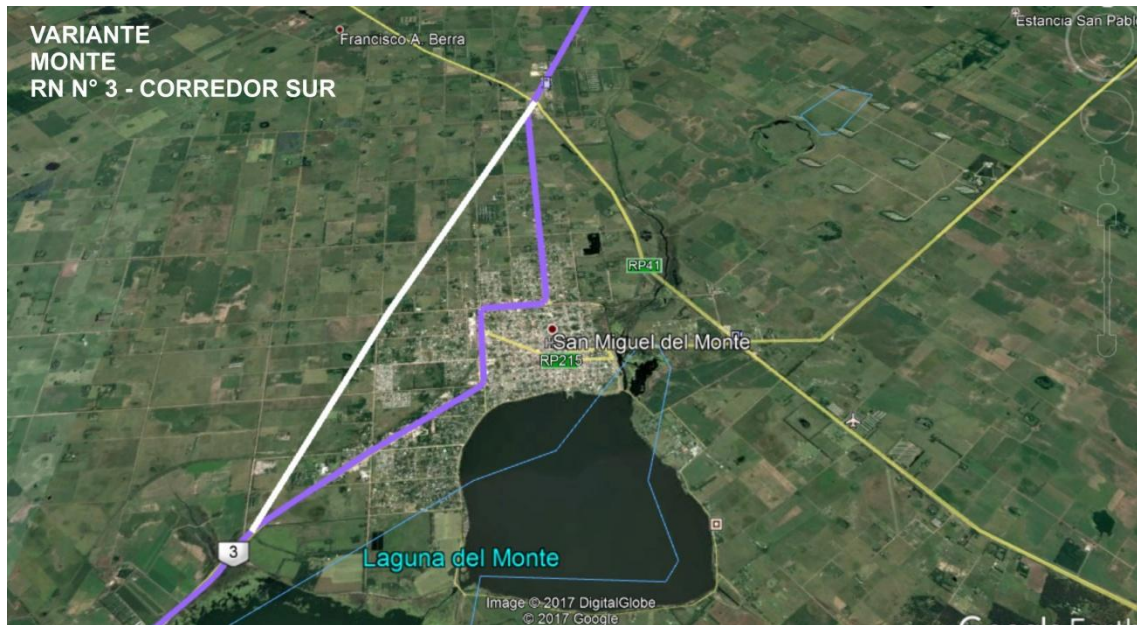 VARIANTE
MONTE
RN N° 3 - CORREDOR SUR
Francisco A. Berra
Estancia San Pablo
RP41
San Miguel del Monte
RP215
3
Laguna del Monte
Image © 2017 DigitalGlobe
© 2017 Google